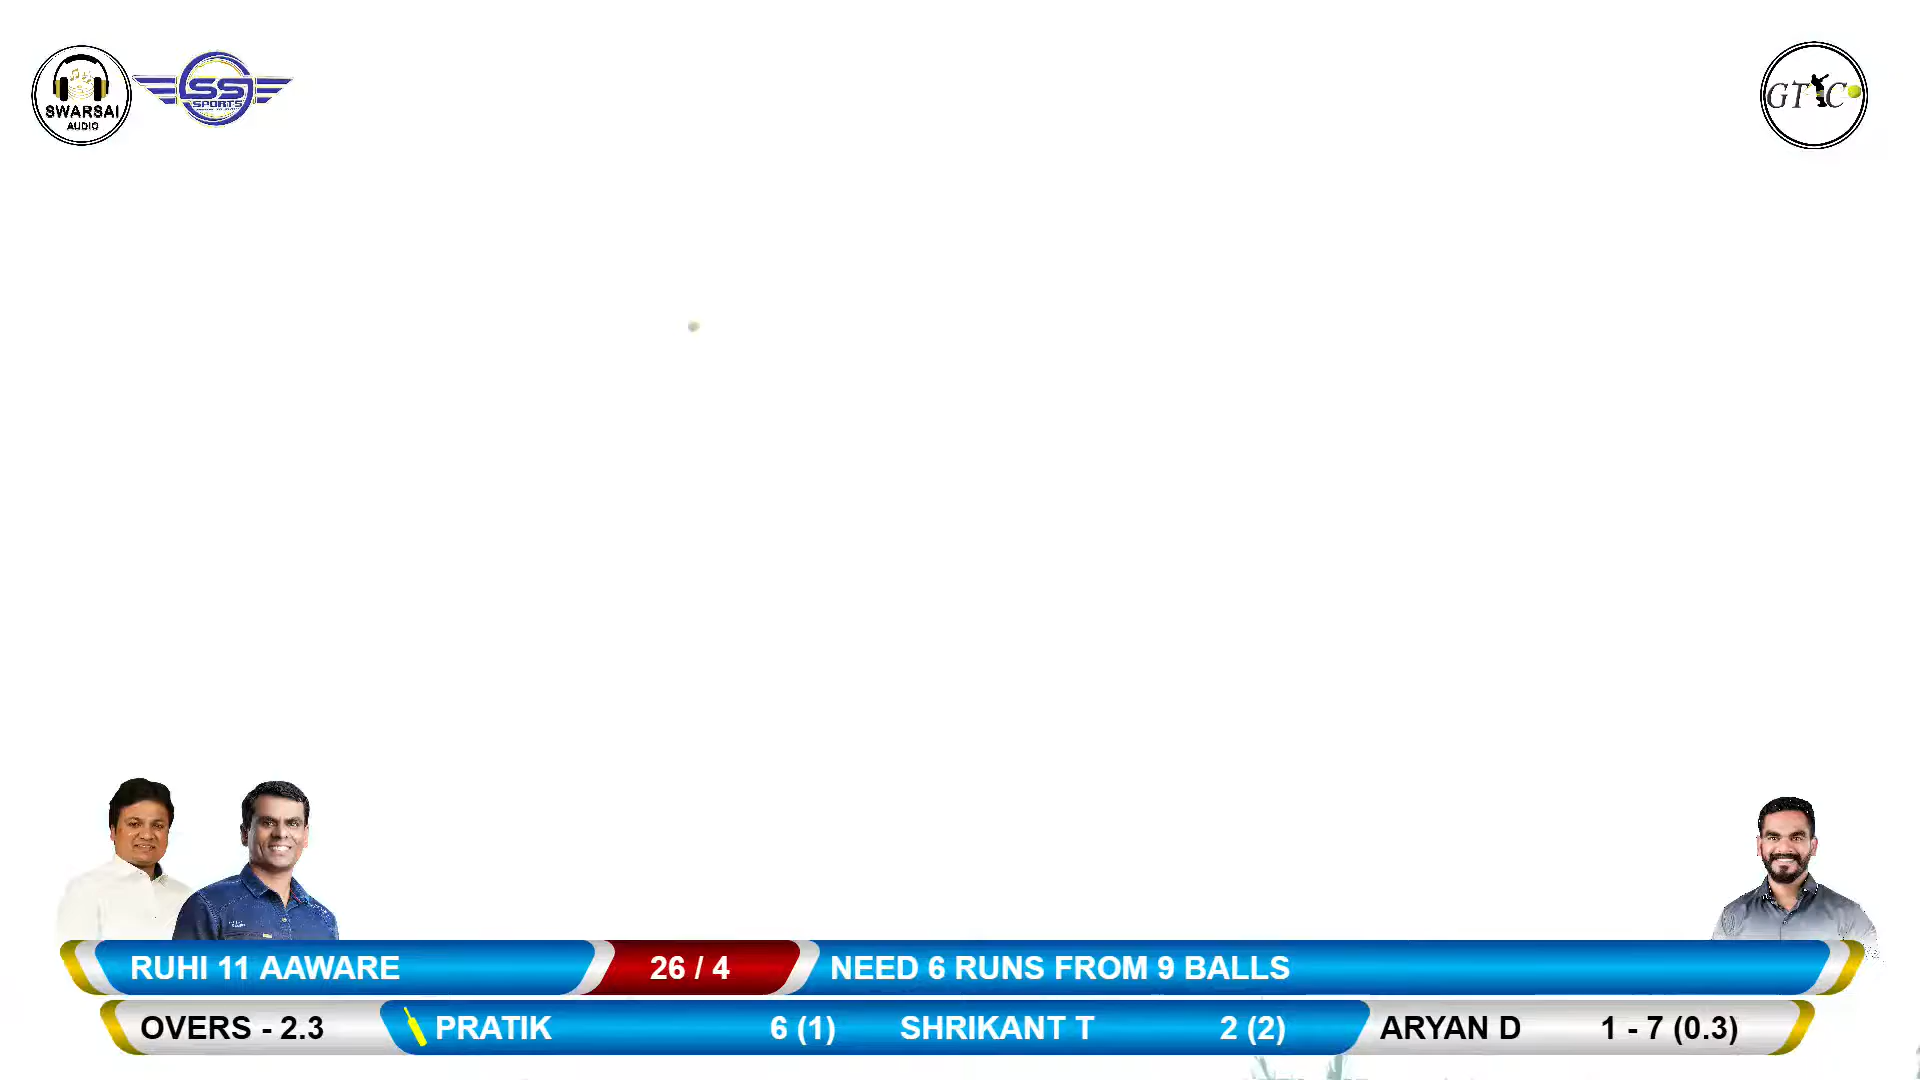 SWARSAI
AUDIO
SS
SPORTS
GTCC
RUHI 11 AAWARE
26 / 4
NEED 6 RUNS FROM 9 BALLS
OVERS - 2.3
PRATIK
6 (1)
SHRIKANT T
2 (2)
ARYAN D
1 - 7 (0.3)